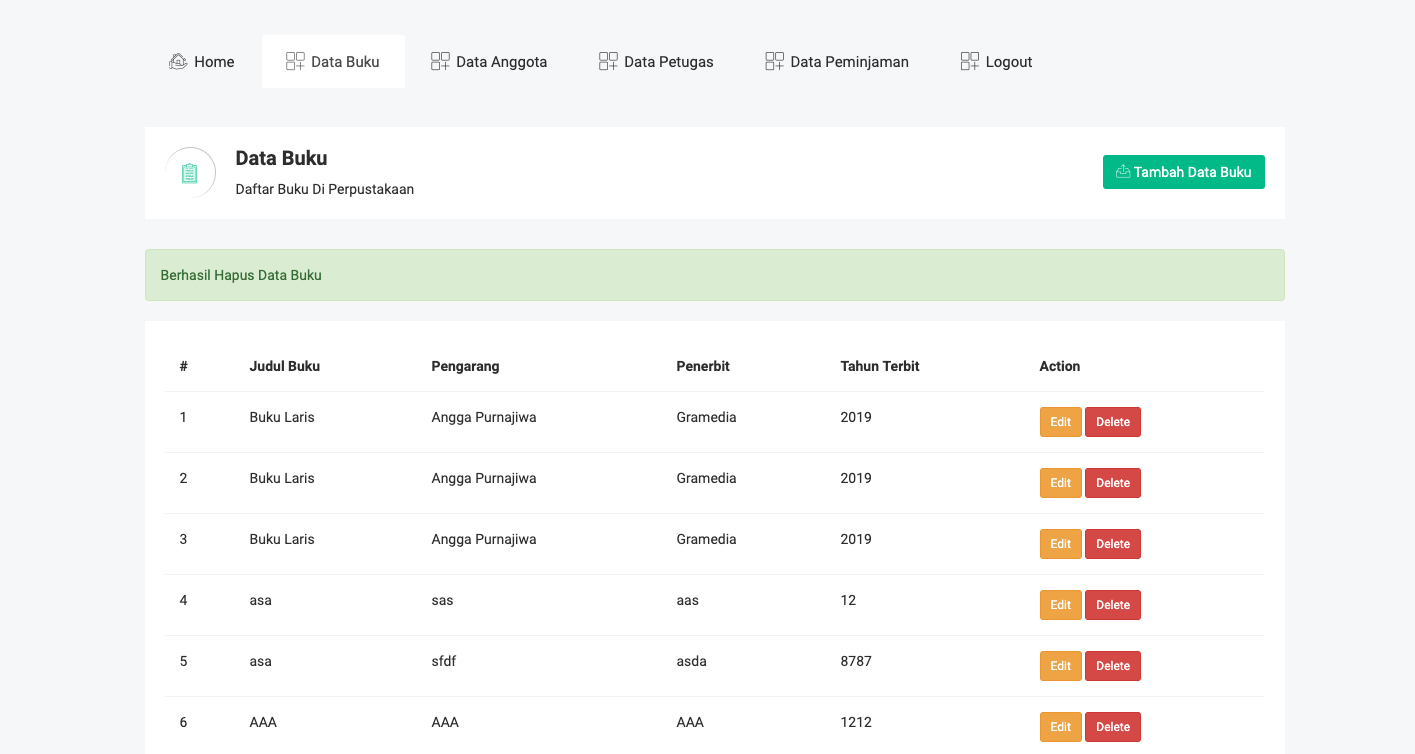 Home Data Buku Data Anggota Data Petugas Data Peminjaman Logout
Data Buku
Daftar Buku Di Perpustakaan
Tambah Data Buku
Berhasil Hapus Data Buku
# Judul Buku Pengarang Penerbit Tahun Terbit Action
1 Buku Laris Angga Purnajiwa Gramedia 2019 Edit Delete
2 Buku Laris Angga Purnajiwa Gramedia 2019 Edit Delete
3 Buku Laris Angga Purnajiwa Gramedia 2019 Edit Delete
4 asa sas aas 12 Edit Delete
5 asa sfdf asda 8787 Edit Delete
6 AAA AAA AAA 1212 Edit Delete